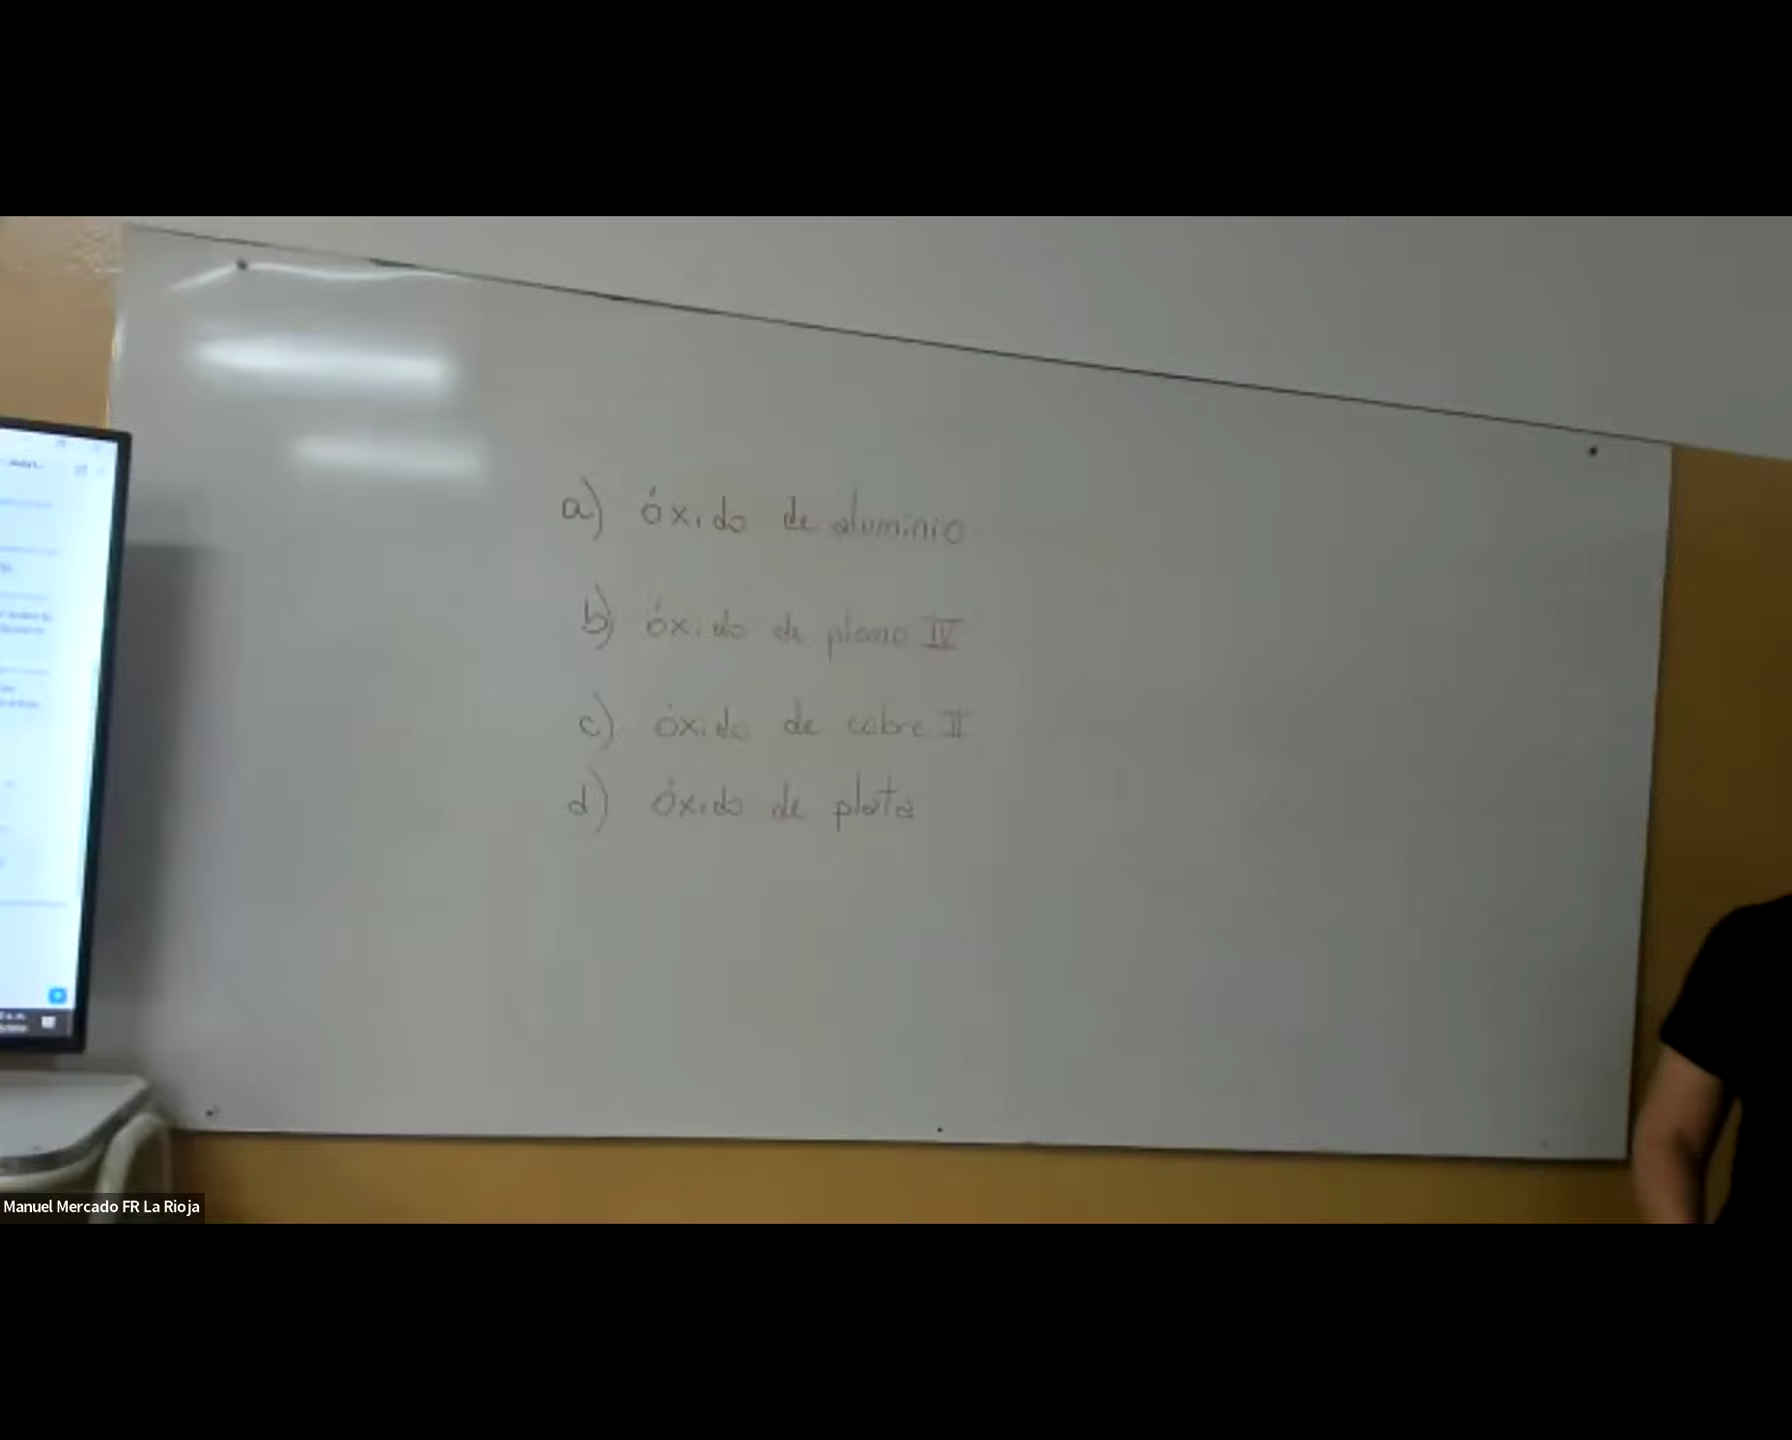 a) óxido de aluminio
b) óxido de plomo IV
c) óxido de cobre II
d) óxido de plata
Manuel Mercado FR La Rioja